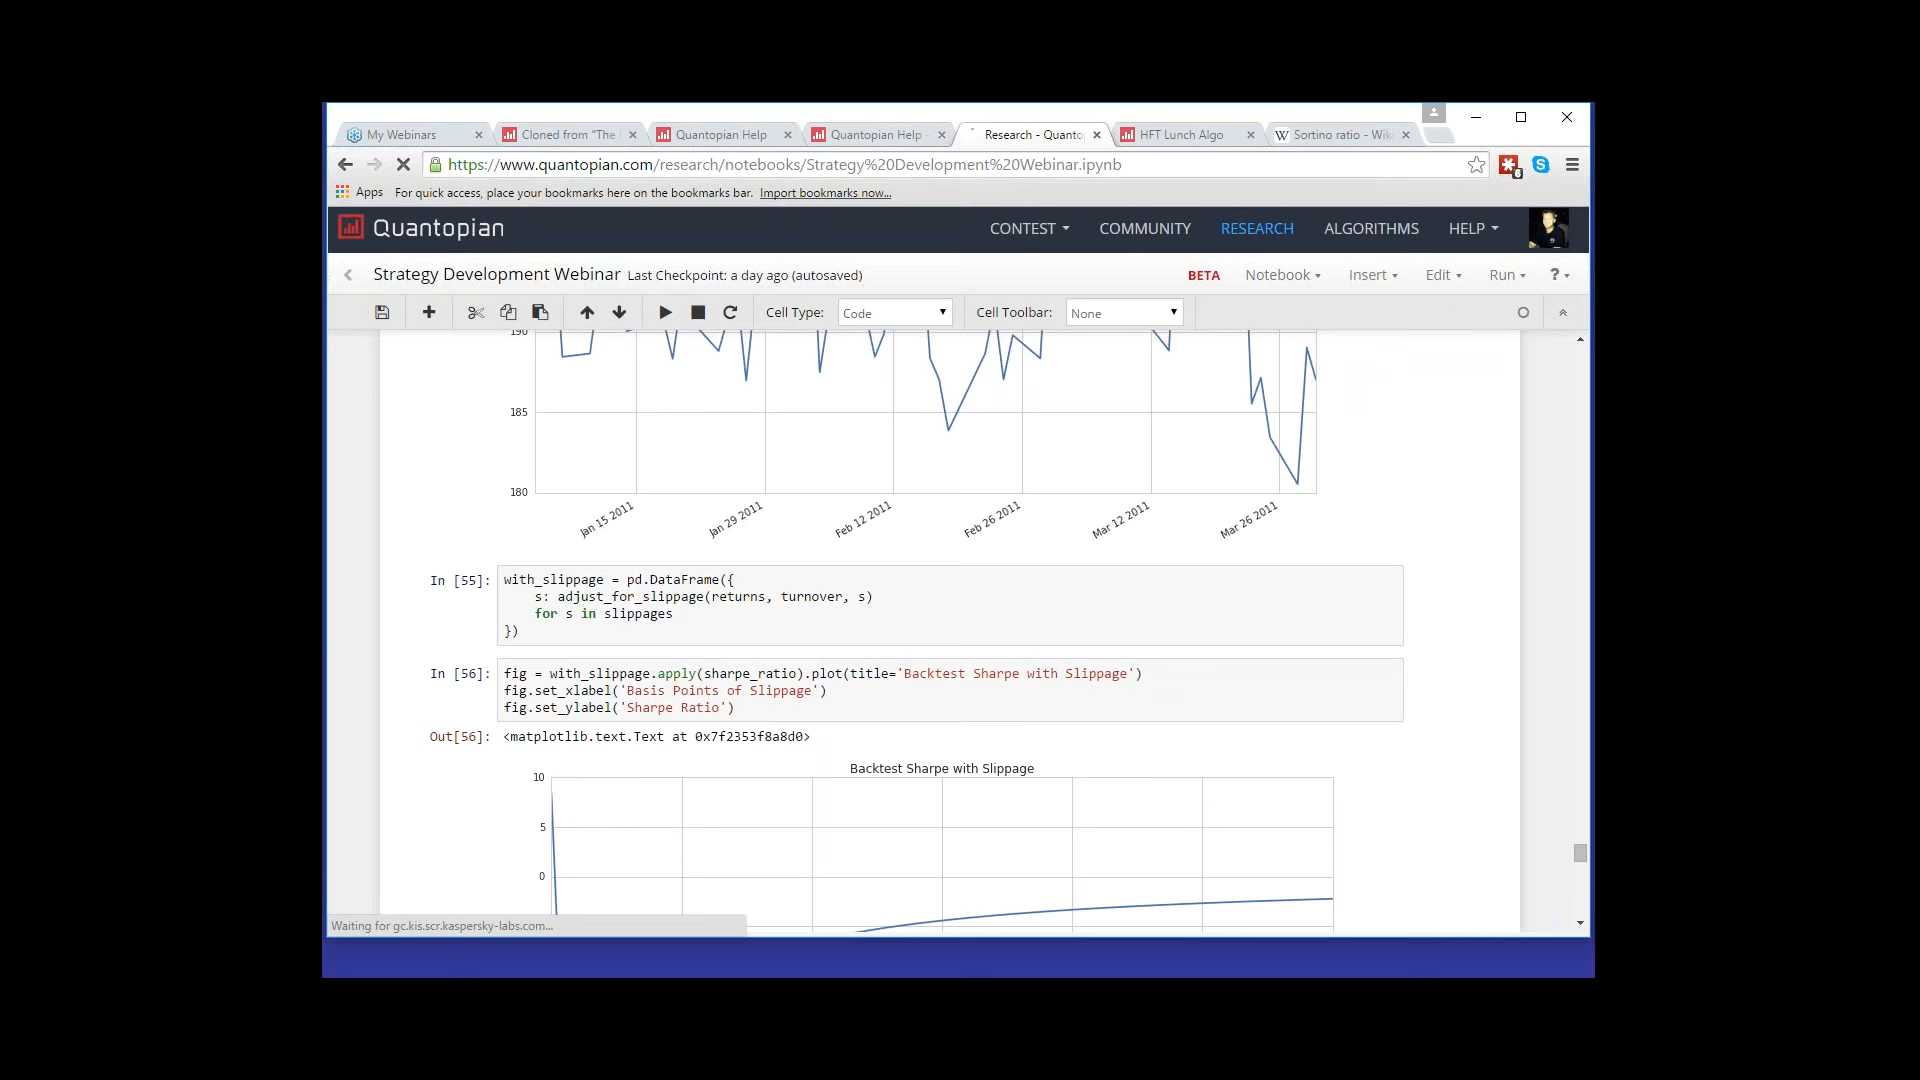 My Webinars
Cloned from "The
Quantopian Help
Quantopian Help -
Research - Quanto
HFT Lunch Algo
Sortino ratio - Wik
https://www.quantopian.com/research/notebooks/Strategy%20Development%20Webinar.ipynb
6
Apps
For quick access, place your bookmarks here on the bookmarks bar. Import bookmarks now...
Quantopian
CONTEST
COMMUNITY
RESEARCH
ALGORITHMS
HELP
Strategy Development Webinar Last Checkpoint: a day ago (autosaved)
BETA
Notebook
Insert
Edit
Run
?
Cell Type:
Code
Cell Toolbar:
None
190
185
180
Jan 15 2011
Jan 29 2011
Feb 12 2011
Feb 26 2011
Mar 12 2011
Mar 26 2011
In [55]:
with_slippage = pd.DataFrame({
s: adjust_for_slippage(returns, turnover, s)
for s in slippages
})
In [56]:
fig = with_slippage.apply(sharpe_ratio).plot(title='Backtest Sharpe with Slippage')
fig.set_xlabel('Basis Points of Slippage')
fig.set_ylabel('Sharpe Ratio')
Out[56]:
<matplotlib.text.Text at 0x7f2353f8a8d0>
Backtest Sharpe with Slippage
10
5
0
Waiting for gc.kis.scr.kaspersky-labs.com...